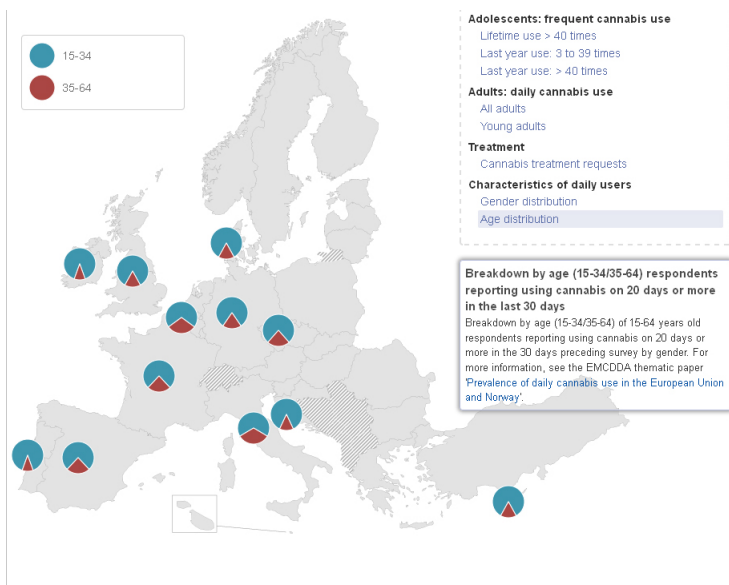 15-34
35-64
Adolescents: frequent cannabis use
Lifetime use > 40 times
Last year use: 3 to 39 times
Last year use: > 40 times
Adults: daily cannabis use
All adults
Young adults
Treatment
Cannabis treatment requests
Characteristics of daily users
Gender distribution
Age distribution
Breakdown by age (15-34/35-64) respondents
reporting using cannabis on 20 days or more
in the last 30 days
Breakdown by age (15-34/35-64) of 15-64 years old
respondents reporting using cannabis on 20 days or
more in the 30 days preceding survey by gender. For
more information, see the EMCDDA thematic paper
'Prevalence of daily cannabis use in the European Union
and Norway'.